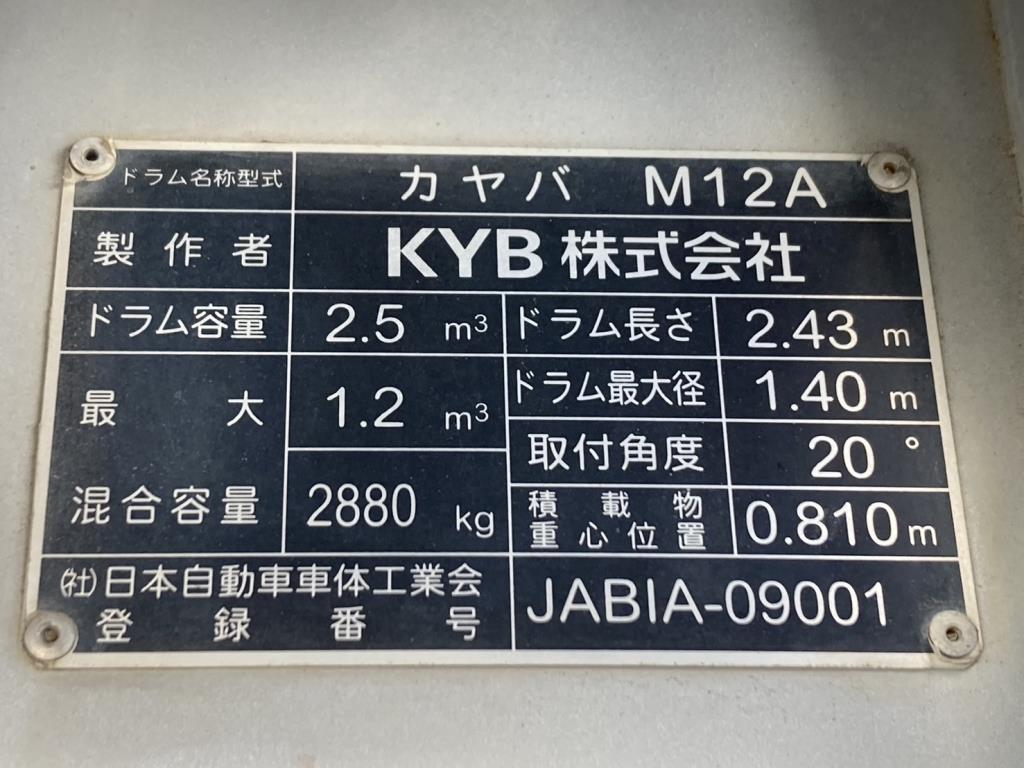 ドラム名称型式 カヤバ M12A
製作者 KYB 株式会社
ドラム容量 2.5 m³ ドラム長さ 2.43 m
最大混合容量 1.2 m³ ドラム最大径 1.40 m
2880 kg 取付角度 20°
積載物重心位置 0.810 m
(社)日本自動車車体工業会
登録番号 JABIA-09001